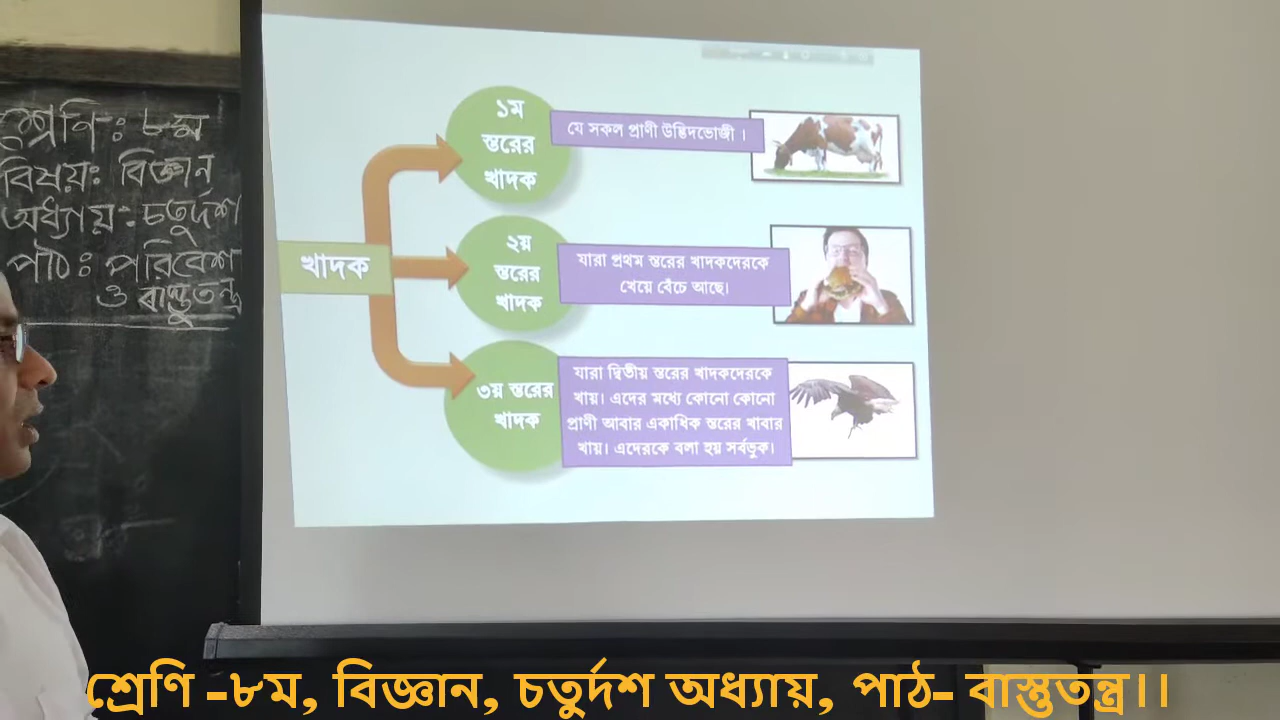 শ্রেণি: ৮ম
বিষয়: বিজ্ঞান
অধ্যায়: চতুর্দশ
পাঠ: পরিবেশ
ও বাস্তুতন্ত্র
খাদক
১ম
স্তরের
খাদক
যে সকল প্রাণী উদ্ভিদভোজী ।
২য়
স্তরের
খাদক
যারা প্রথম স্তরের খাদকদেরকে
খেয়ে বেঁচে আছে।
৩য় স্তরের
খাদক
যারা দ্বিতীয় স্তরের খাদকদেরকে
খায়। এদের মধ্যে কোনো কোনো
প্রাণী আবার একাধিক স্তরের খাবার
খায়। এদেরকে বলা হয় সর্বভুক।
শ্রেণি -৮ম, বিজ্ঞান, চতুর্দশ অধ্যায়, পাঠ- বাস্তুতন্ত্র।।